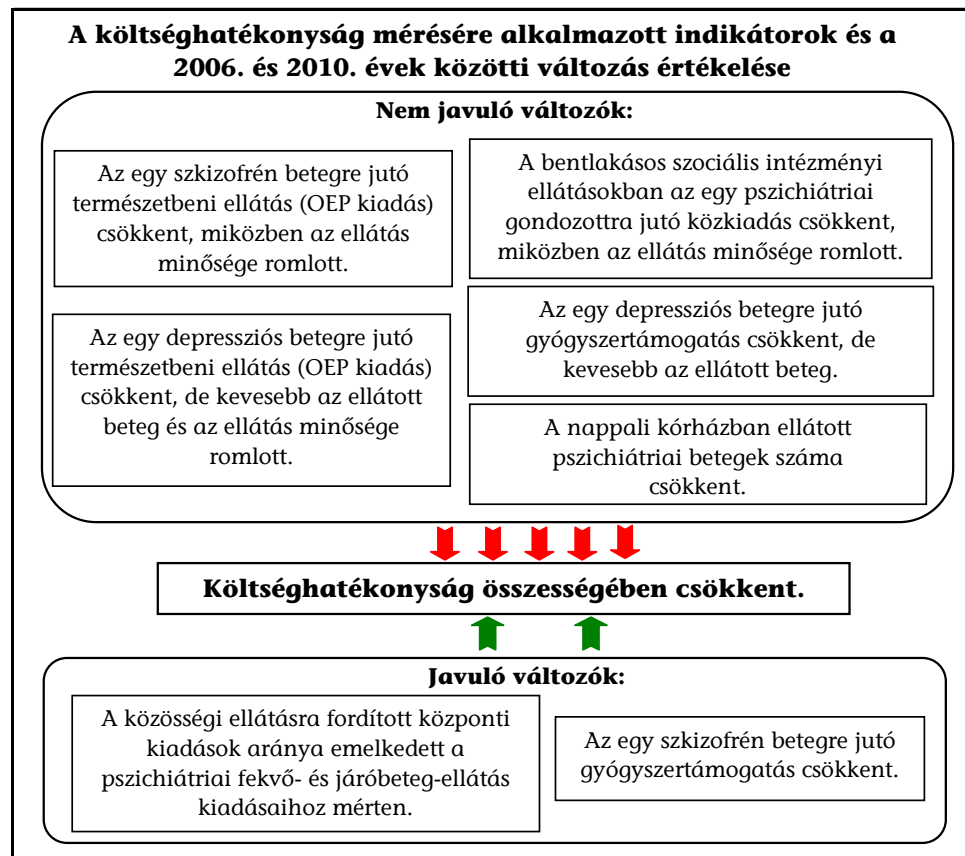 A költséghatékonyság mérésére alkalmazott indikátorok és a
2006. és 2010. évek közötti változás értékelése
Nem javuló változók:
Az egy szkizofrén betegre jutó
természetbeni ellátás (OEP kiadás)
csökkent, miközben az ellátás
minősége romlott.
A bentlakásos szociális intézményi
ellátásokban az egy pszichiátriai
gondozottra jutó közkiadás csökkent,
miközben az ellátás minősége romlott.
Az egy depressziós betegre jutó
természetbeni ellátás (OEP kiadás)
csökkent, de kevesebb az ellátott
beteg és az ellátás minősége
romlott.
Az egy depressziós betegre jutó
gyógyszertámogatás csökkent, de
kevesebb az ellátott beteg.
A nappali kórházban ellátott
pszichiátriai betegek száma
csökkent.
Költséghatékonyság összességében csökkent.
Javuló változók:
A közösségi ellátásra fordított központi
kiadások aránya emelkedett a
pszichiátriai fekvő- és járóbeteg-ellátás
kiadásaihoz mérten.
Az egy szkizofrén betegre jutó
gyógyszertámogatás csökkent.